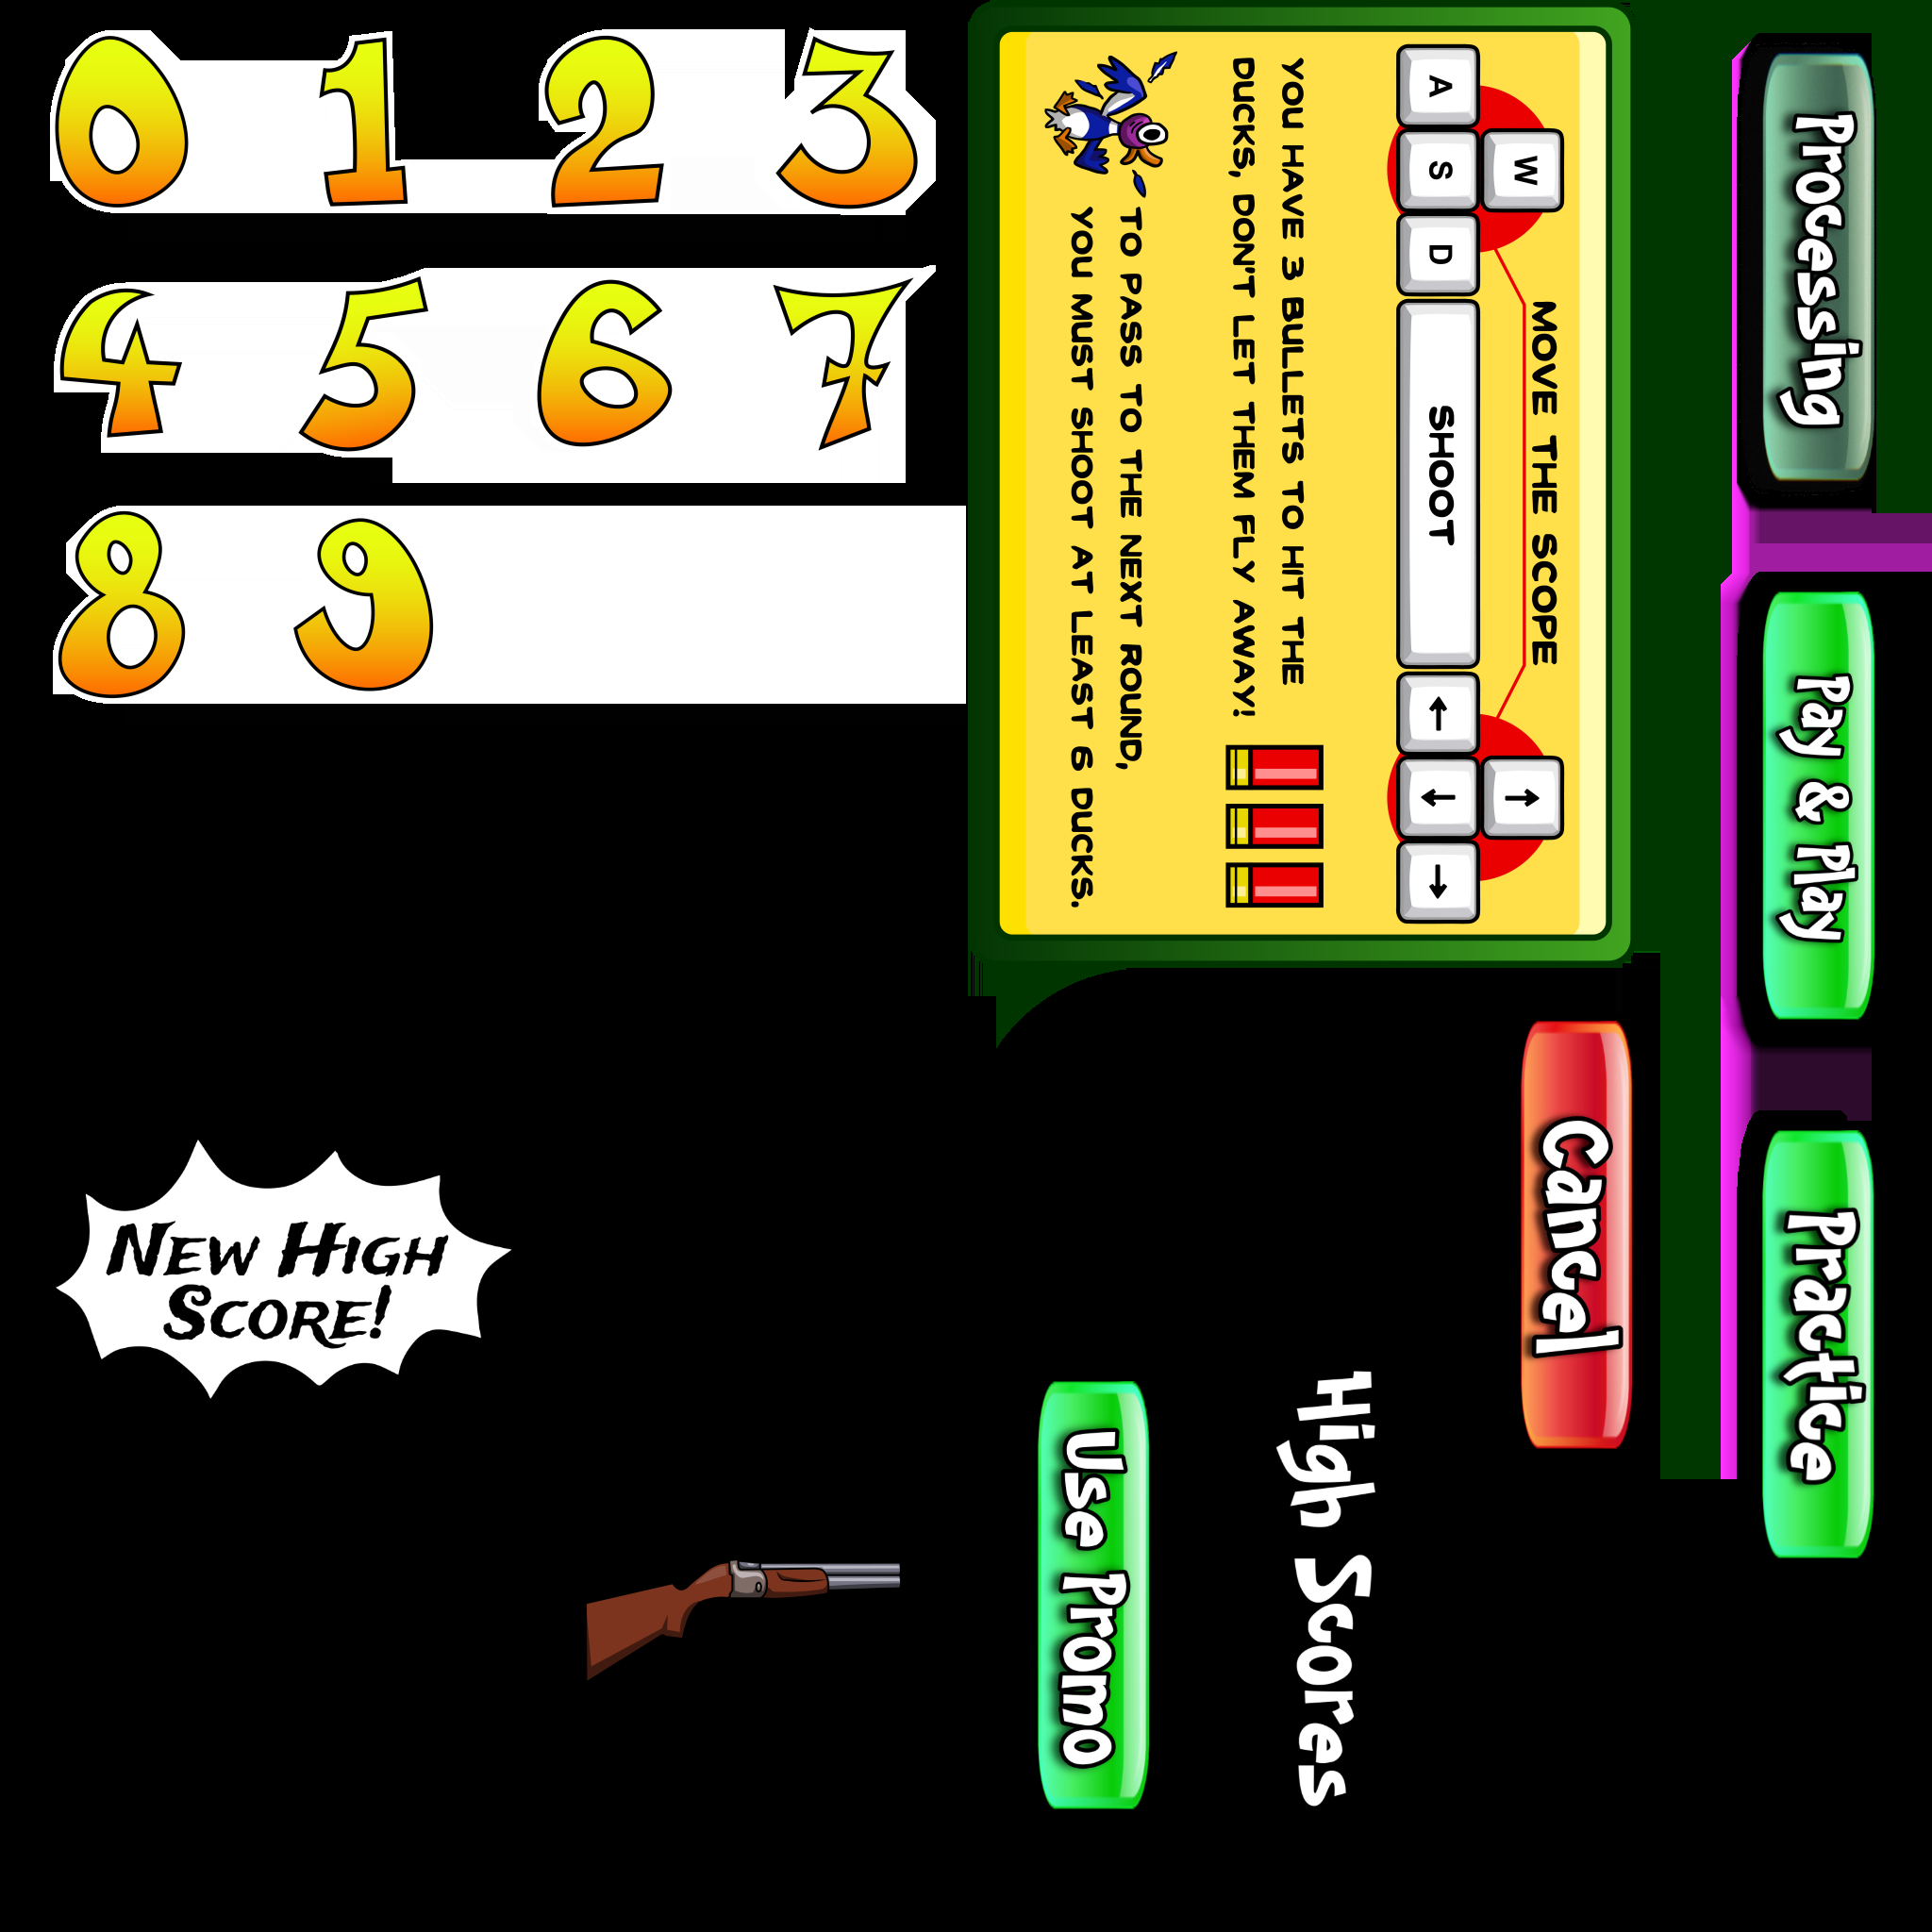 0 1 2 3
4 5 6 7
8 9
MOVE THE SCOPE
W
A S D
SHOOT
↑
← ↓ →
YOU HAVE 3 BULLETS TO HIT THE
DUCKS, DON'T LET THEM FLY AWAY!
TO PASS TO THE NEXT ROUND,
YOU MUST SHOOT AT LEAST 6 DUCKS.
Processing
Pay & Play
Practice
Cancel
High Scores
Use Promo
NEW HIGH
SCORE!